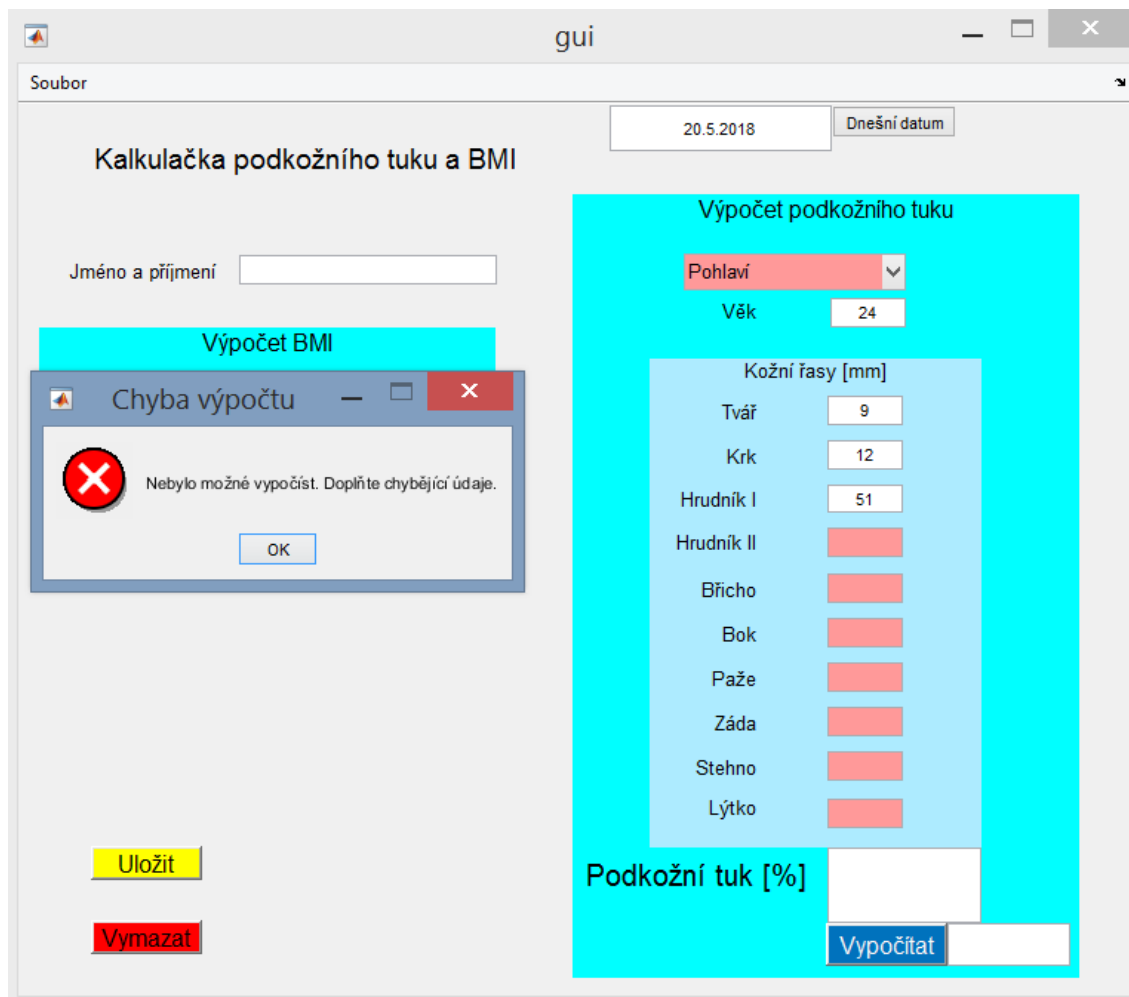 gui
Soubor
20.5.2018
Dnešní datum
Kalkulačka podkožního tuku a BMI
Výpočet podkožního tuku
Jméno a příjmení
Pohlaví
Věk 24
Výpočet BMI
Kožní řasy [mm]
Chyba výpočtu
Nebylo možné vypočíst. Doplňte chybějící údaje.
OK
Tvář 9
Krk 12
Hrudník I 51
Hrudník II
Břicho
Bok
Paže
Záda
Stehno
Lýtko
Uložit
Podkožní tuk [%]
Vymazat
Vypočítat